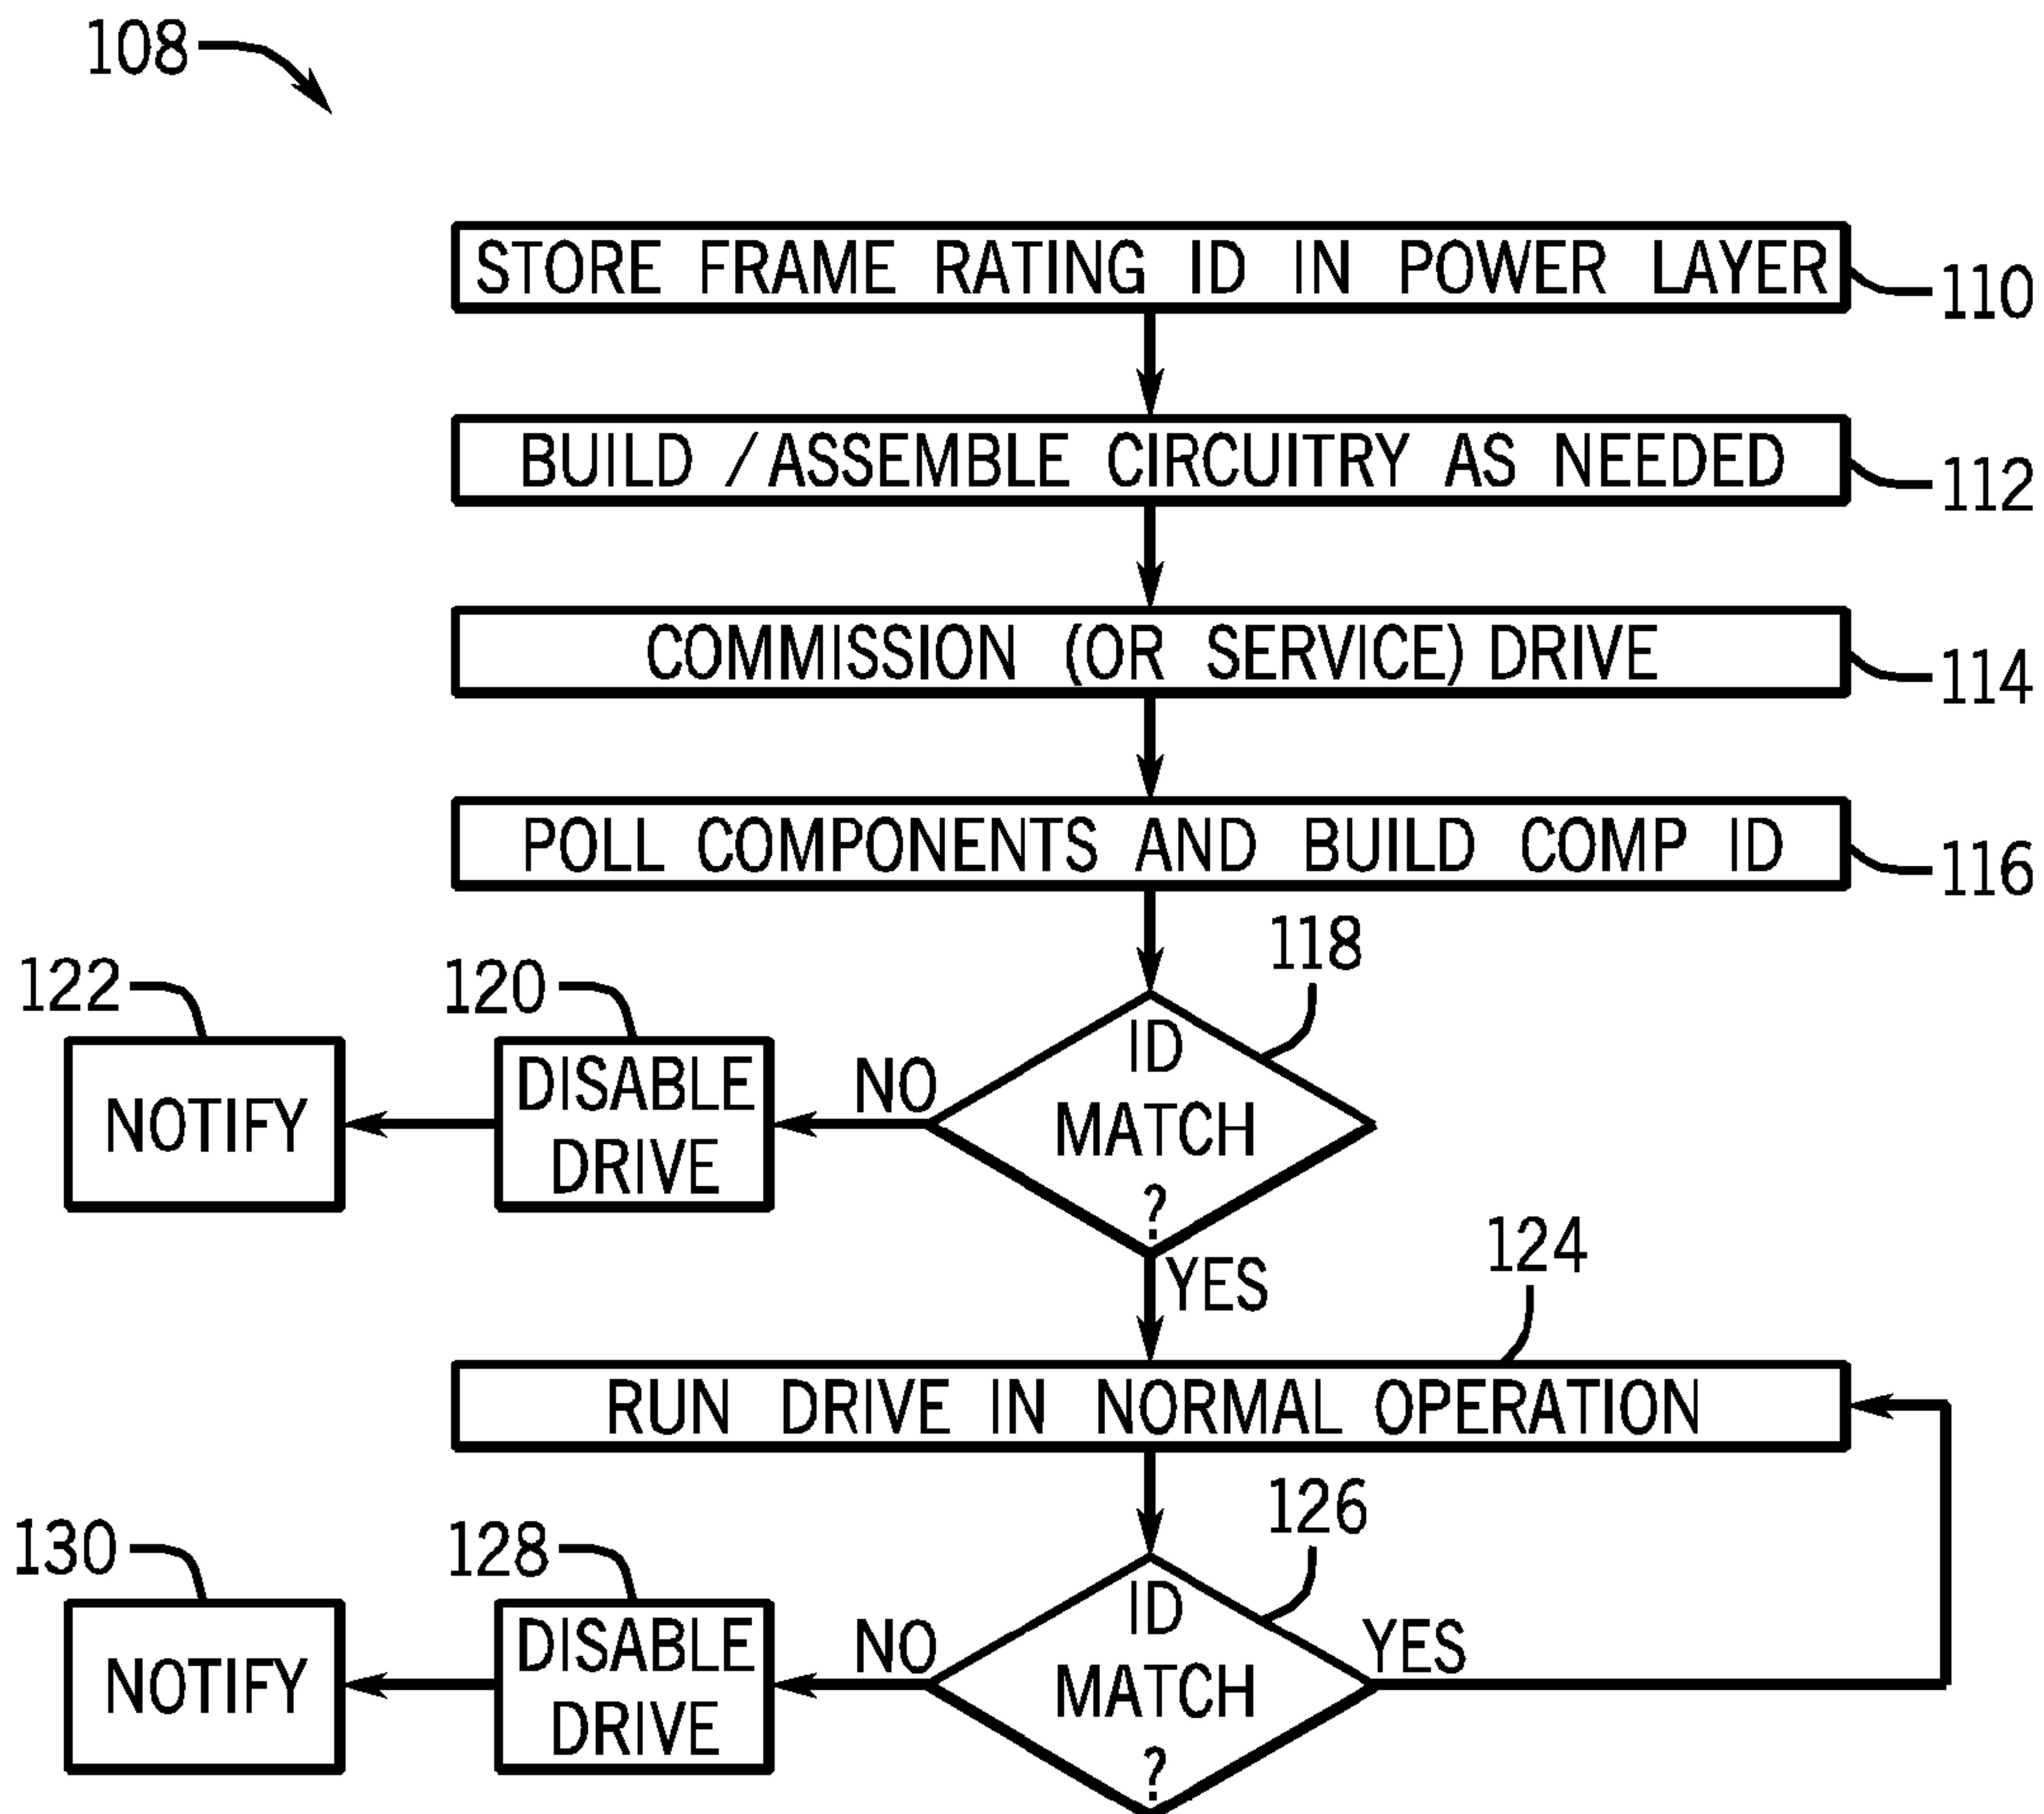 108
STORE FRAME RATING ID IN POWER LAYER
110
BUILD / ASSEMBLE CIRCUITRY AS NEEDED
112
COMMISSION (OR SERVICE) DRIVE
114
POLL COMPONENTS AND BUILD COMP ID
116
118
122
120
NOTIFY
DISABLE
DRIVE
NO
ID
MATCH
?
YES
124
RUN DRIVE IN NORMAL OPERATION
126
130
128
NOTIFY
DISABLE
DRIVE
NO
ID
MATCH
?
YES